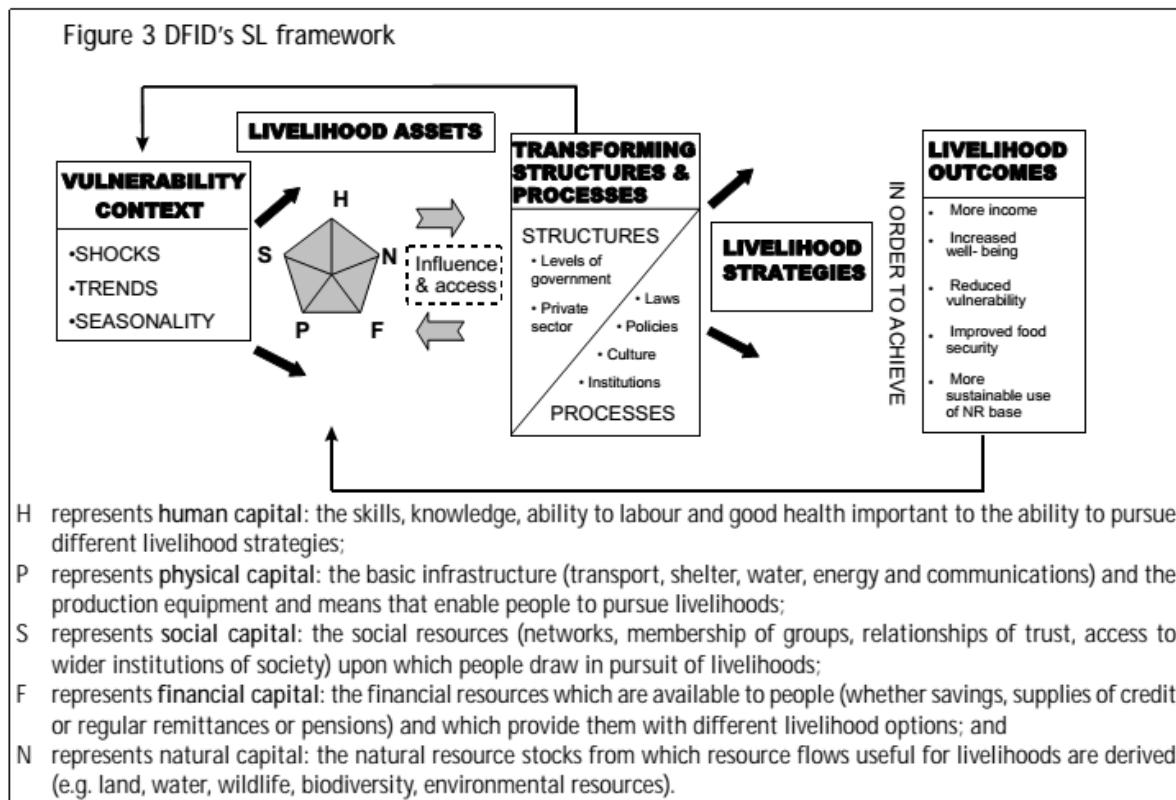 Figure 3 DFID's SL framework
LIVELIHOOD ASSETS
VULNERABILITY
CONTEXT
•SHOCKS
•TRENDS
•SEASONALITY
H
S
N
P
F
Influence
& access
TRANSFORMING
STRUCTURES &
PROCESSES
STRUCTURES
• Levels of
government
• Private
sector
• Laws
• Policies
• Culture
• Institutions
PROCESSES
LIVELIHOOD
STRATEGIES
IN ORDER TO ACHIEVE
LIVELIHOOD
OUTCOMES
• More income
• Increased
well- being
• Reduced
vulnerability
• Improved food
security
• More
sustainable use
of NR base
H represents human capital: the skills, knowledge, ability to labour and good health important to the ability to pursue
different livelihood strategies;
P represents physical capital: the basic infrastructure (transport, shelter, water, energy and communications) and the
production equipment and means that enable people to pursue livelihoods;
S represents social capital: the social resources (networks, membership of groups, relationships of trust, access to
wider institutions of society) upon which people draw in pursuit of livelihoods;
F represents financial capital: the financial resources which are available to people (whether savings, supplies of credit
or regular remittances or pensions) and which provide them with different livelihood options; and
N represents natural capital: the natural resource stocks from which resource flows useful for livelihoods are derived
(e.g. land, water, wildlife, biodiversity, environmental resources).